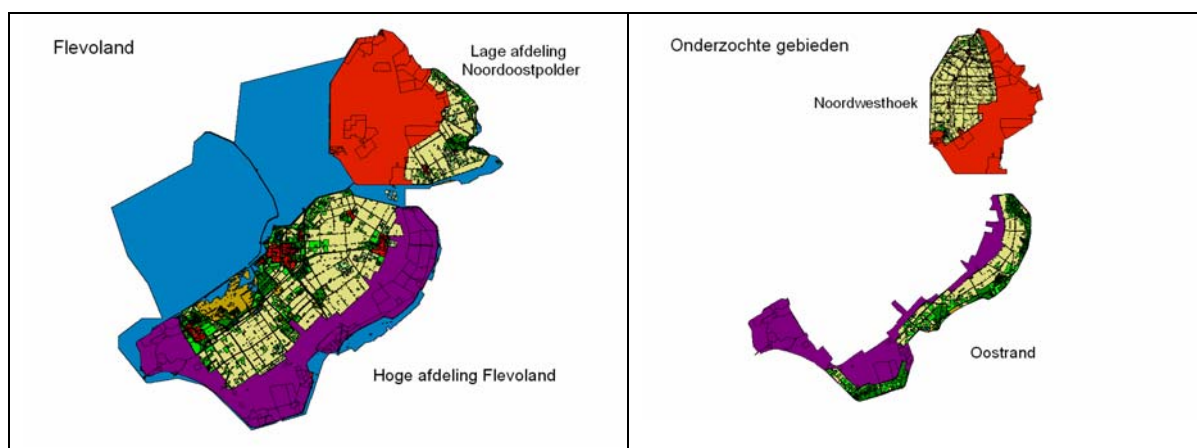 Flevoland
Lage afdeling
Noordoostpolder
Hoge afdeling Flevoland
Onderzochte gebieden
Noordwesthoek
Oostrand